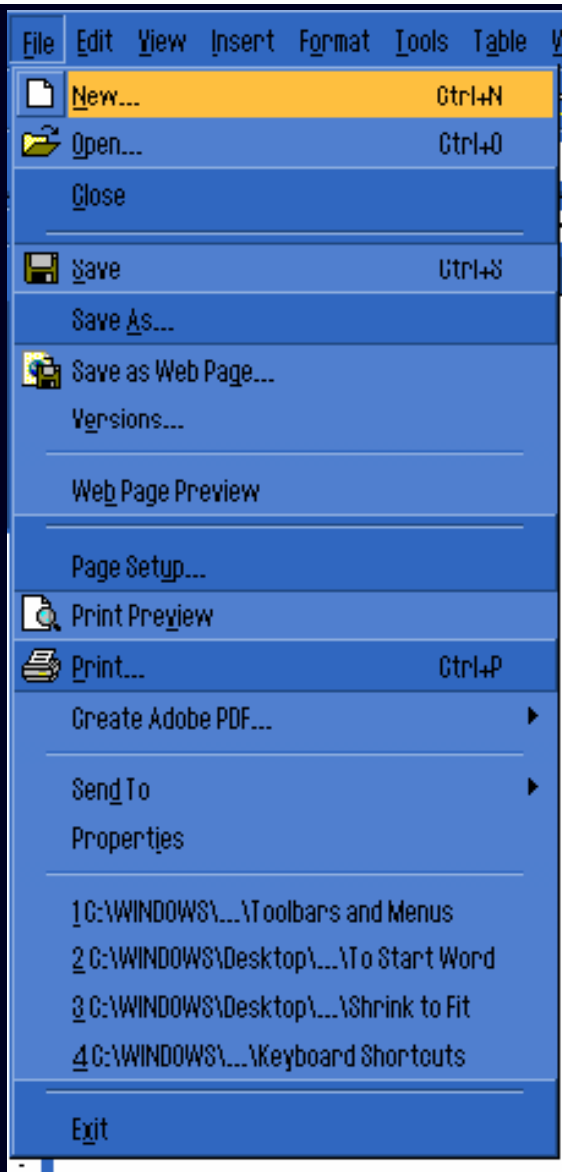 File Edit View Insert Format Tools Table
New... Ctrl+N
Open... Ctrl+O
Close
Save Ctrl+S
Save As...
Save as Web Page...
Versions...
Web Page Preview
Page Setup...
Print Preview
Print... Ctrl+P
Create Adobe PDF...
Send To
Properties
1 C:\WINDOWS\...\Toolbars and Menus
2 C:\WINDOWS\Desktop\...\To Start Word
3 C:\WINDOWS\Desktop\...\Shrink to Fit
4 C:\WINDOWS\...\Keyboard Shortcuts
Exit